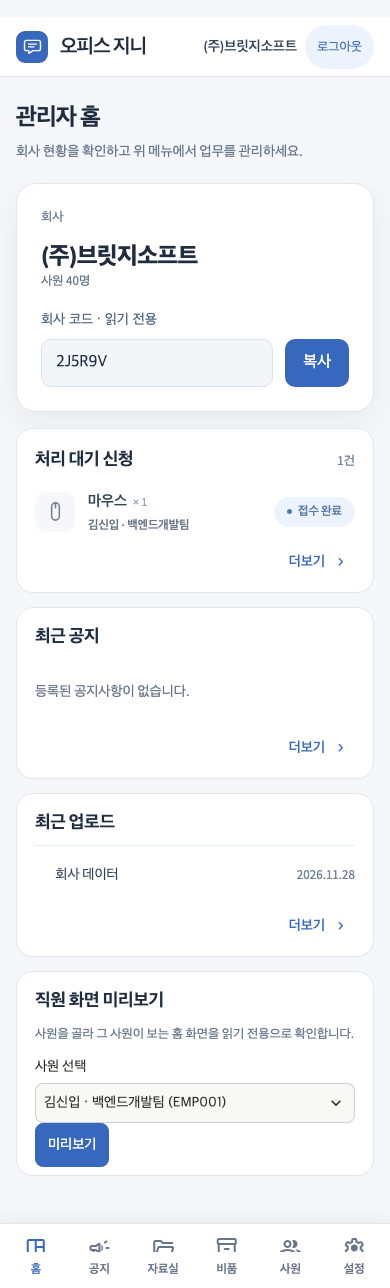 오피스 지니
(주)브릿지소프트
로그아웃
관리자 홈
회사 현황을 확인하고 위 메뉴에서 업무를 관리하세요.
회사
(주)브릿지소프트
사원 40명
회사 코드 · 읽기 전용
2J5R9V
복사
처리 대기 신청
1건
마우스 × 1
김신입 · 백엔드개발팀
접수 완료
더보기
최근 공지
등록된 공지사항이 없습니다.
더보기
최근 업로드
회사 데이터
2026.11.28
더보기
직원 화면 미리보기
사원을 골라 그 사원이 보는 홈 화면을 읽기 전용으로 확인합니다.
사원 선택
김신입 · 백엔드개발팀 (EMP001)
미리보기
홈
공지
자료실
비품
사원
설정